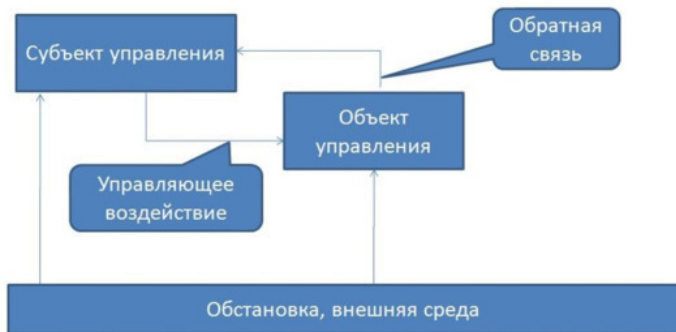 Субъект управления
Обратная
связь
Объект
управления
Управляющее
воздействие
Обстановка, внешняя среда